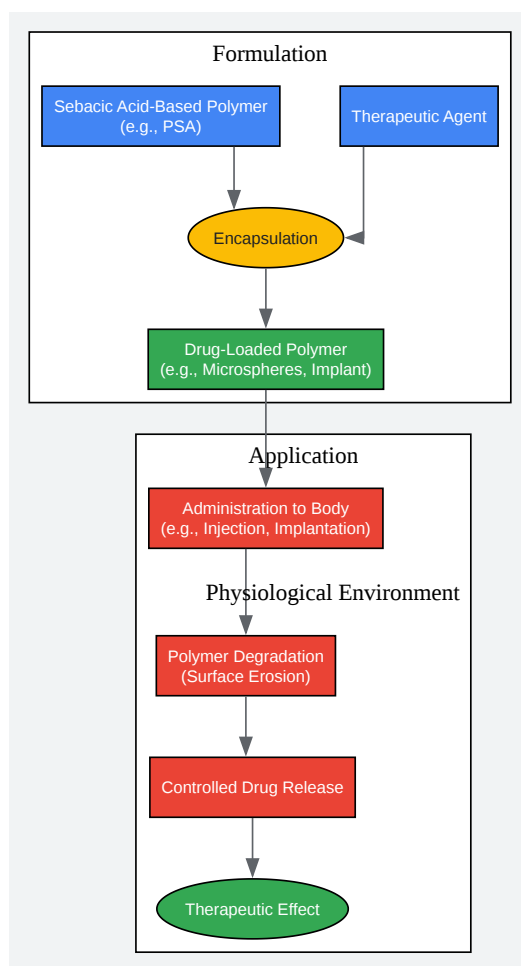 Formulation
Sebacic Acid-Based Polymer
(e.g., PSA)
Therapeutic Agent
Encapsulation
Drug-Loaded Polymer
(e.g., Microspheres, Implant)
Application
Administration to Body
(e.g., Injection, Implantation)
Physiological Environment
Polymer Degradation
(Surface Erosion)
Controlled Drug Release
Therapeutic Effect